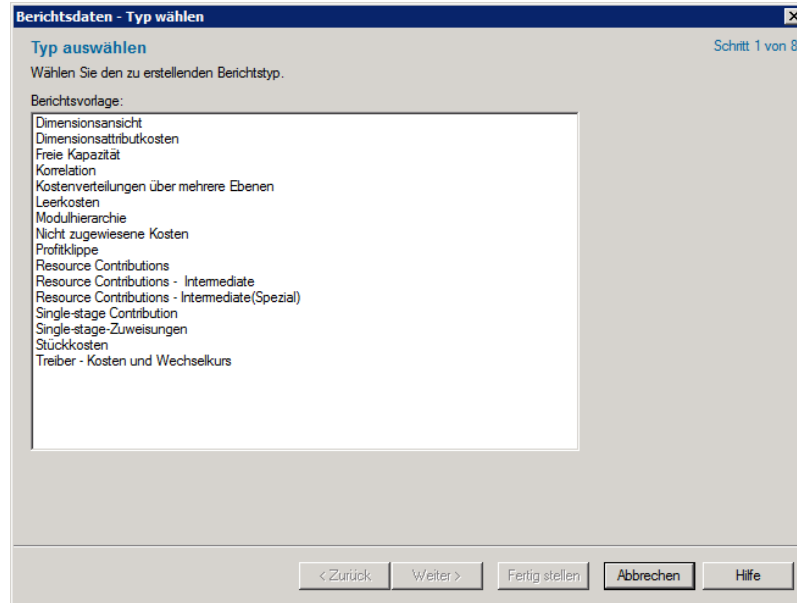 Berichtsdaten - Typ wählen
Typ auswählen
Schritt 1 von 8
Wählen Sie den zu erstellenden Berichtstyp.
Berichtsvorlage:
Dimensionsansicht
Dimensionsattributkosten
Freie Kapazität
Korrelation
Kostenverteilungen über mehrere Ebenen
Leerkosten
Modulhierarchie
Nicht zugewiesene Kosten
Profitklippe
Resource Contributions
Resource Contributions -  Intermediate
Resource Contributions - Intermediate(Spezial)
Single-stage Contribution
Single-stage-Zuweisungen
Stückkosten
Treiber - Kosten und Wechselkurs
< Zurück
Weiter >
Fertig stellen
Abbrechen
Hilfe